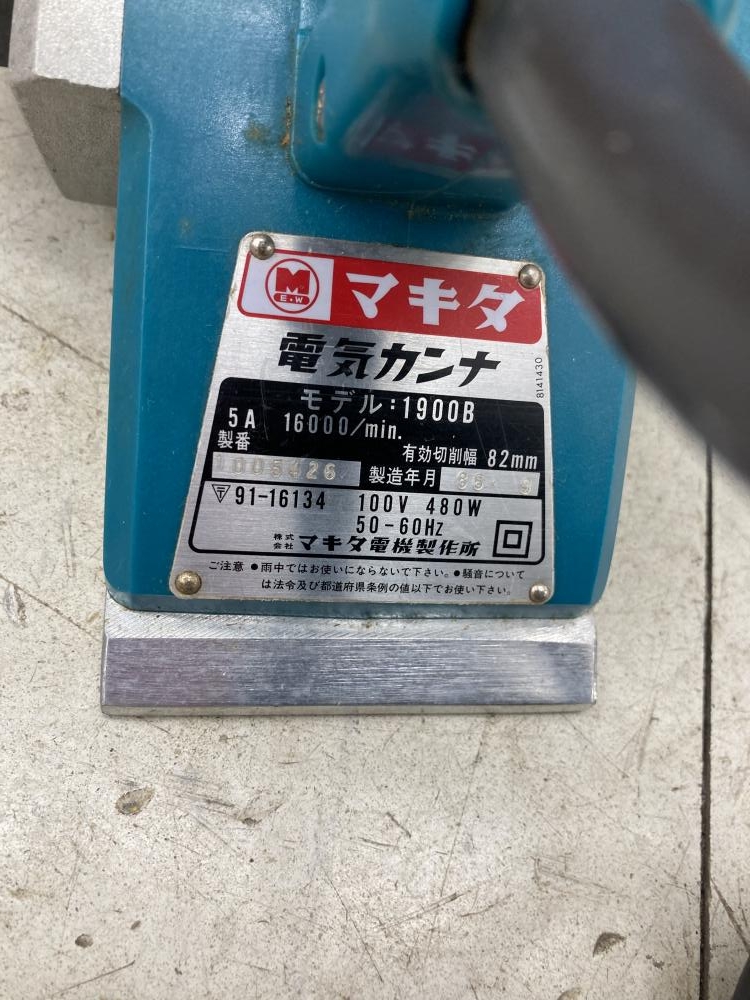 M
E.W
マキタ
電気カンナ
8141430
モデル:1900B
5A 16000/min.
製番
有効切削幅 82mm
製造年月
〒 91-16134 100V 480W
50-60Hz
株式会社 マキタ電機製作所
ご注意 ●雨中ではお使いにならないで下さい。●騒音について
は法令及び都道府県条例の値以下でお使い下さい。